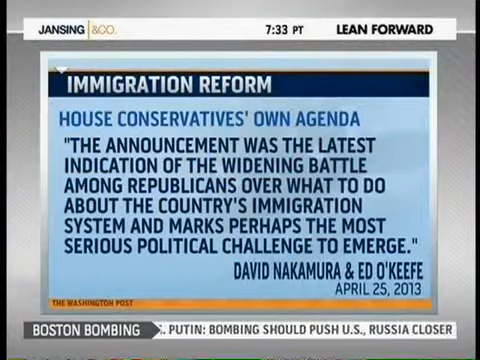 JANSING &CO. 7:33 PT LEAN FORWARD
IMMIGRATION REFORM
HOUSE CONSERVATIVES' OWN AGENDA
"THE ANNOUNCEMENT WAS THE LATEST
INDICATION OF THE WIDENING BATTLE
AMONG REPUBLICANS OVER WHAT TO DO
ABOUT THE COUNTRY'S IMMIGRATION
SYSTEM AND MARKS PERHAPS THE MOST
SERIOUS POLITICAL CHALLENGE TO EMERGE."
DAVID NAKAMURA & ED O'KEEFE
APRIL 25, 2013
THE WASHINGTON POST
BOSTON BOMBING . PUTIN: BOMBING SHOULD PUSH U.S., RUSSIA CLOSER